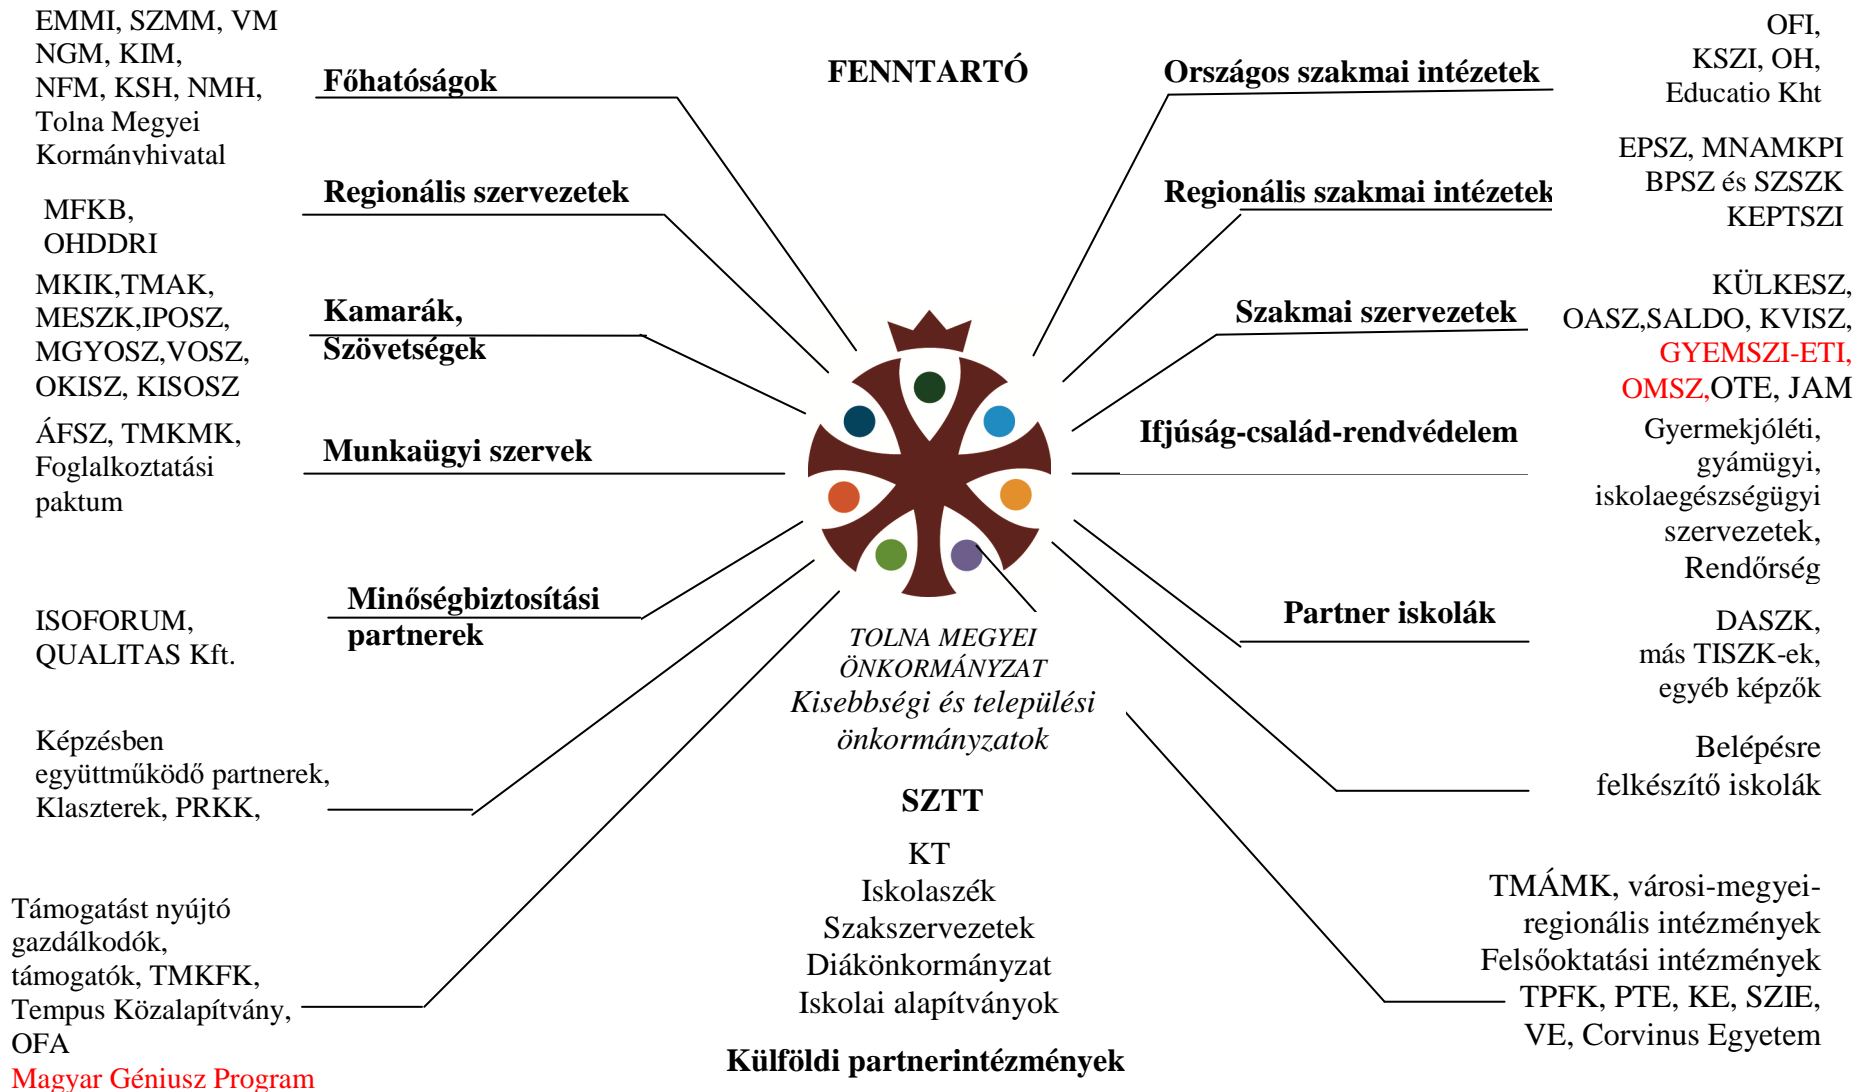 EMMI, SZMM, VM
NGM, KIM,
NFM, KSH, NMH,
Tolna Megyei
Kormányhivatal
Főhatóságok
FENNTARTÓ
Országos szakmai intézetek
OFI,
KSZI, OH,
Educatio Kht
MFKB,
OHDDRI
Regionális szervezetek
Regionális szakmai intézetek
EPSZ, MNAMKPI
BPSZ és SZSZK
KEPTSZI
MKIK,TMAK,
MESZK,IPOSZ,
MGYOSZ,VOSZ,
OKISZ, KISOSZ
Kamarák,
Szövetségek
Szakmai szervezetek
KÜLKESZ,
OASZ,SALDO, KVISZ,
GYEMSZI-ETI,
OMSZ,OTE, JAM
ÁFSZ, TMKMK,
Foglalkoztatási
paktum
Munkaügyi szervek
Ifjúság-család-rendvédelem
Gyermekjóléti,
gyámügyi,
iskolaegészségügyi
szervezetek,
Rendőrség
ISOFORUM,
QUALITAS Kft.
Minőségbiztosítási
partnerek
TOLNA MEGYEI
ÖNKORMÁNYZAT
Kisebbségi és települési
önkormányzatok
Partner iskolák
DASZK,
más TISZK-ek,
egyéb képzők
Képzésben
együttműködő partnerek,
Klaszterek, PRKK,
Belépésre
felkészítő iskolák
SZTT
KT
Iskolaszék
Szakszervezetek
Diákönkormányzat
Iskolai alapítványok
Támogatást nyújtó
gazdálkodók,
támogatók, TMKFK,
Tempus Közalapítvány,
OFA
Magyar Géniusz Program
TMÁMK, városi-megyei-
regionális intézmények
Felsőoktatási intézmények
TPFK, PTE, KE, SZIE,
VE, Corvinus Egyetem
Külföldi partnerintézmények